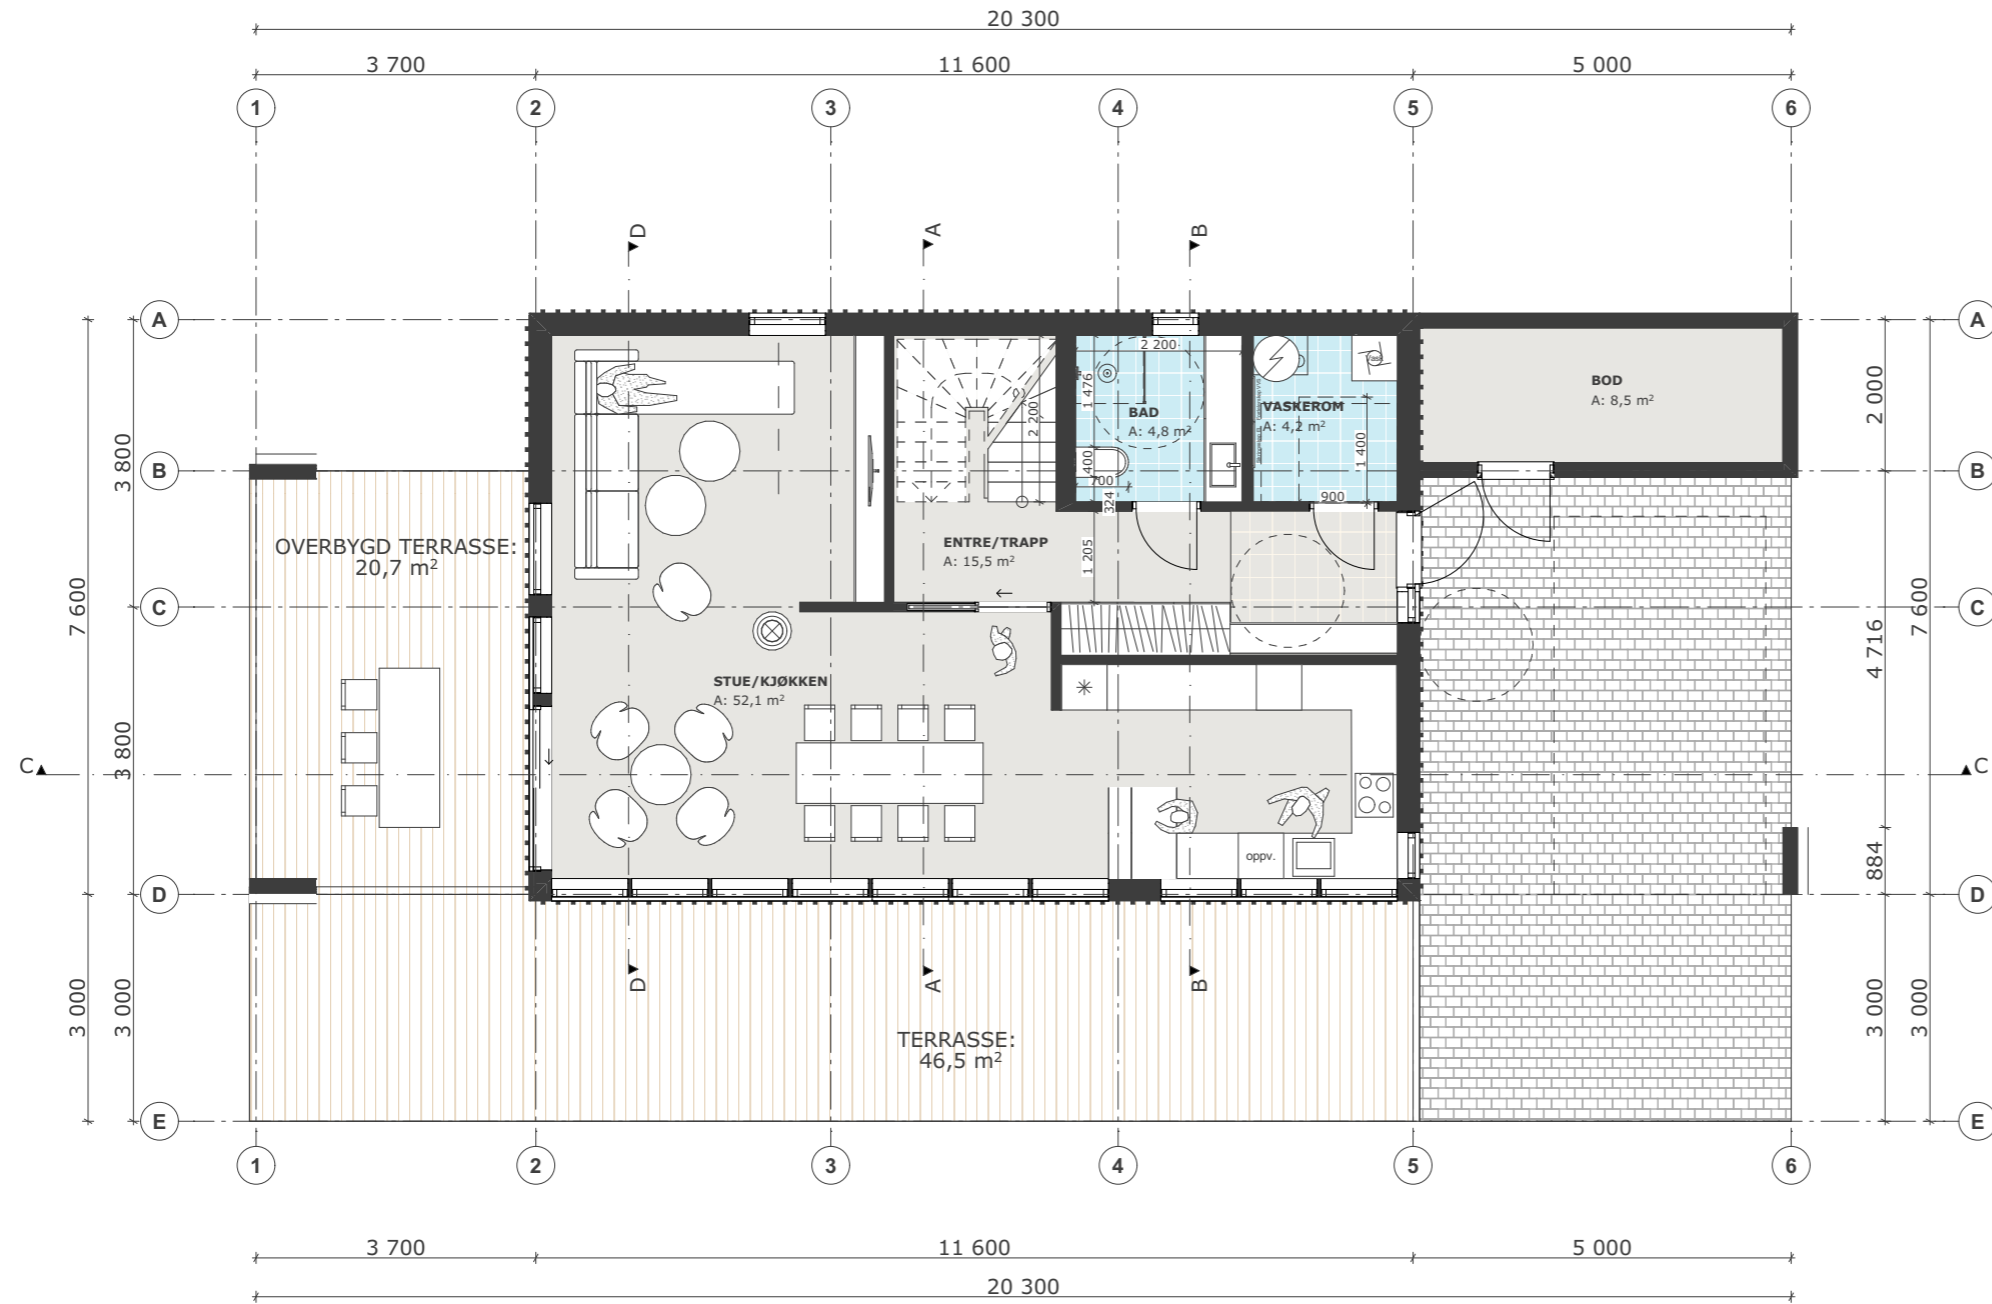 20 300
3 700
11 600
5 000
1
2
3
4
5
6
D
A
B
A
A
2 200
1 476
2 200
BAD
A: 4,8 m²
VASKEROM
A: 4,2 m²
BOD
A: 8,5 m²
2 000
3 800
B
B
400
1 400
700
900
324
OVERBYGD TERRASSE:
20,7 m²
ENTRE/TRAPP
A: 15,5 m²
1 205
7 600
7 600
C
C
4 716
STUE/KJØKKEN
A: 52,1 m²
3 800
C
C
oppv.
884
D
D
D
A
B
3 000
3 000
3 000
3 000
TERRASSE:
46,5 m²
E
E
1
2
3
4
5
6
3 700
11 600
5 000
20 300